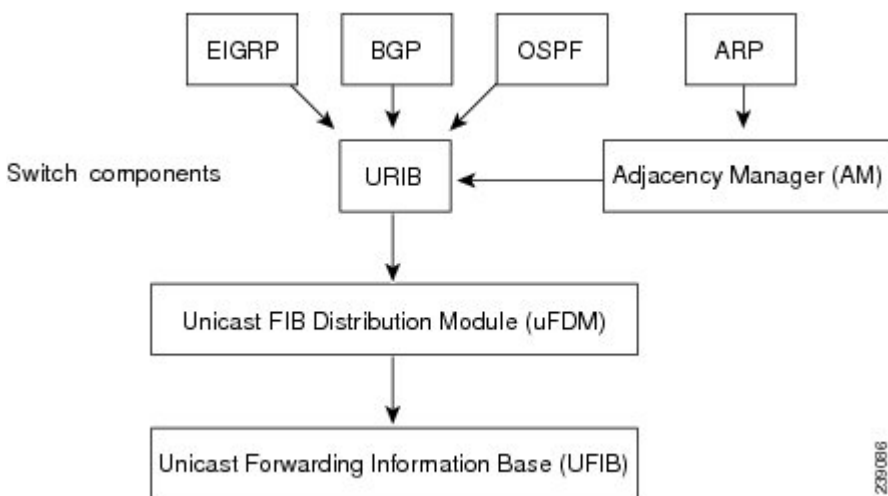 EIGRP
BGP
OSPF
ARP
Switch components
URIB
Adjacency Manager (AM)
Unicast FIB Distribution Module (uFDM)
Unicast Forwarding Information Base (UFIB)
239086